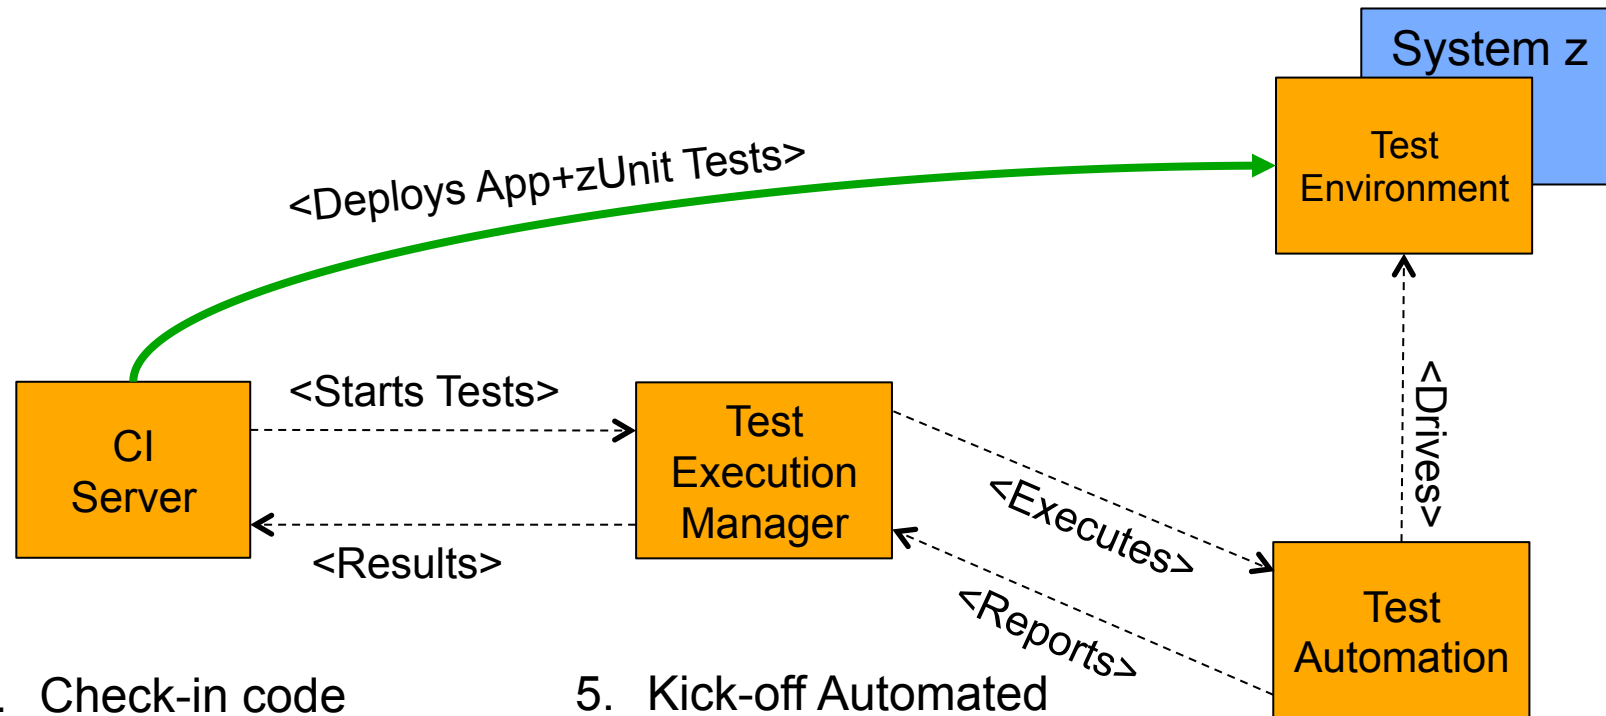 System z
Test
Environment
<Deploys App+zUnit Tests>
<Starts Tests>
CI
Server
Test
Execution
Manager
<Results>
<Executes>
<Reports>
<Drives>
Test
Automation
. Check-in code
5. Kick-off Automated